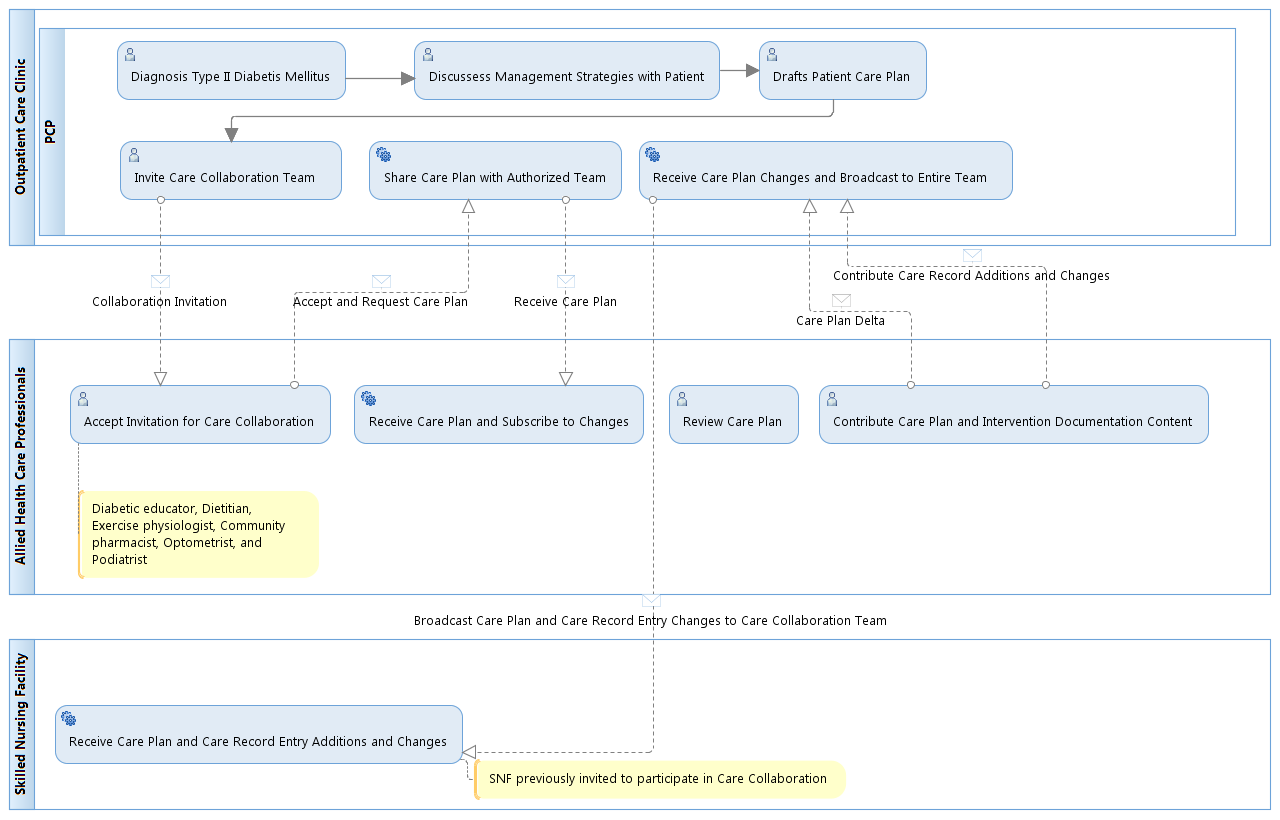 Outpatient Care Clinic
PCP
Diagnosis Type II Diabetis Mellitus
Discussess Management Strategies with Patient
Drafts Patient Care Plan
Invite Care Collaboration Team
Share Care Plan with Authorized Team
Receive Care Plan Changes and Broadcast to Entire Team
Collaboration Invitation
Accept and Request Care Plan
Receive Care Plan
Contribute Care Record Additions and Changes
Care Plan Delta
Allied Health Care Professionals
Accept Invitation for Care Collaboration
Receive Care Plan and Subscribe to Changes
Review Care Plan
Contribute Care Plan and Intervention Documentation Content
Diabetic educator, Dietitian,
Exercise physiologist, Community
pharmacist, Optometrist, and
Podiatrist
Broadcast Care Plan and Care Record Entry Changes to Care Collaboration Team
Skilled Nursing Facility
Receive Care Plan and Care Record Entry Additions and Changes
SNF previously invited to participate in Care Collaboration